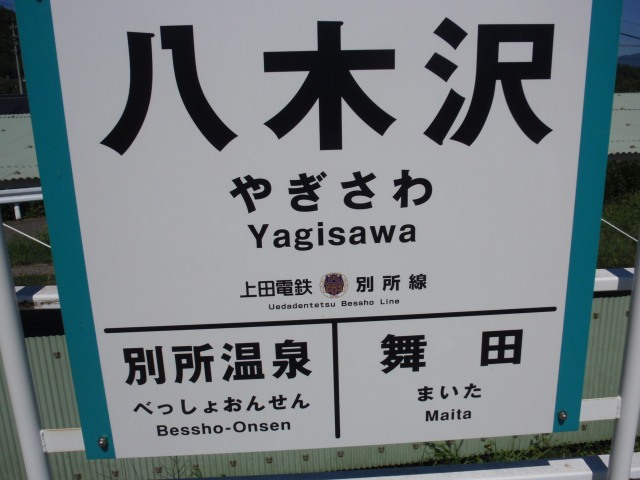 八木沢
やぎさわ
Yagisawa
上田電鉄 別所線
Uedadentetsu Bessho Line
別所温泉
べっしょおんせん
Bessho-Onsen
舞田
まいた
Maita